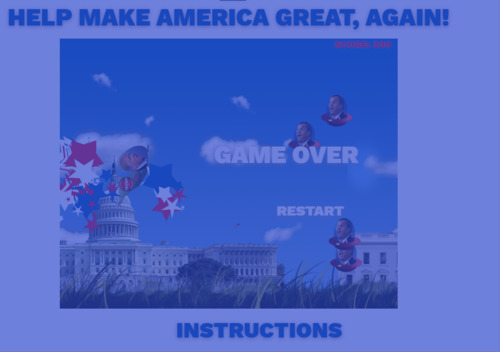 HELP MAKE AMERICA GREAT, AGAIN!
GAME OVER
RESTART
INSTRUCTIONS